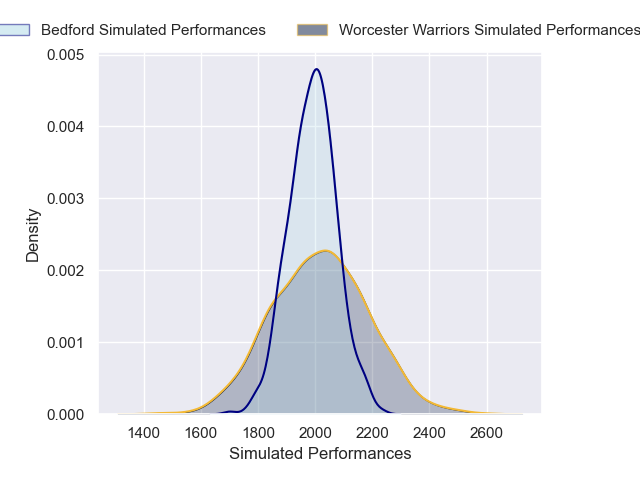 Bedford Simulated Performances
Worcester Warriors Simulated Performances
0.005
0.004
0.003
0.002
0.001
0.000
Density
1400 1600 1800 2000 2200 2400 2600
Simulated Performances